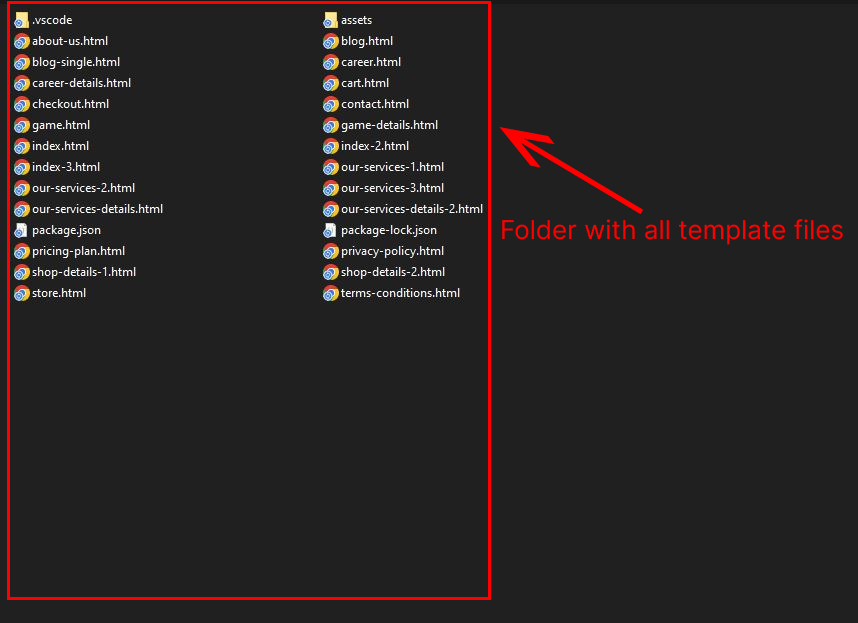 .vscode
assets
about-us.html
blog.html
blog-single.html
career.html
career-details.html
cart.html
checkout.html
contact.html
game.html
game-details.html
index.html
index-2.html
index-3.html
our-services-1.html
our-services-2.html
our-services-3.html
our-services-details.html
our-services-details-2.html
package.json
package-lock.json
pricing-plan.html
privacy-policy.html
shop-details-1.html
shop-details-2.html
store.html
terms-conditions.html
Folder with all template files